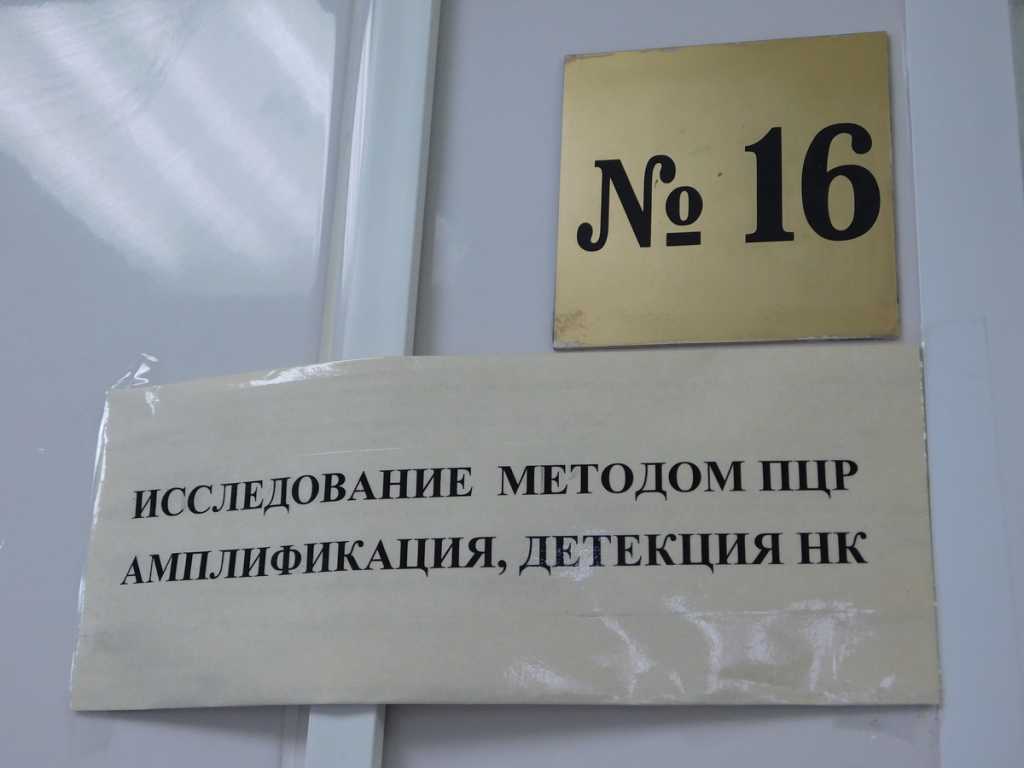 № 16
ИССЛЕДОВАНИЕ МЕТОДОМ ПЦР
АМПЛИФИКАЦИЯ, ДЕТЕКЦИЯ НК